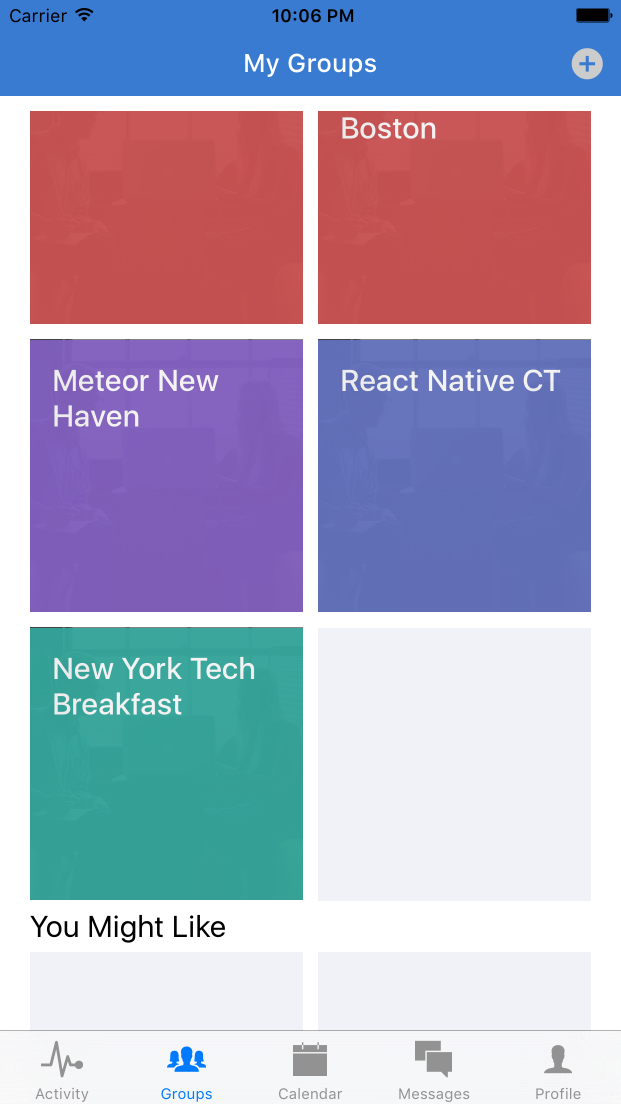 Carrier 10:06 PM
My Groups
Boston
Meteor New
Haven
React Native CT
New York Tech
Breakfast
You Might Like
Activity Groups Calendar Messages Profile